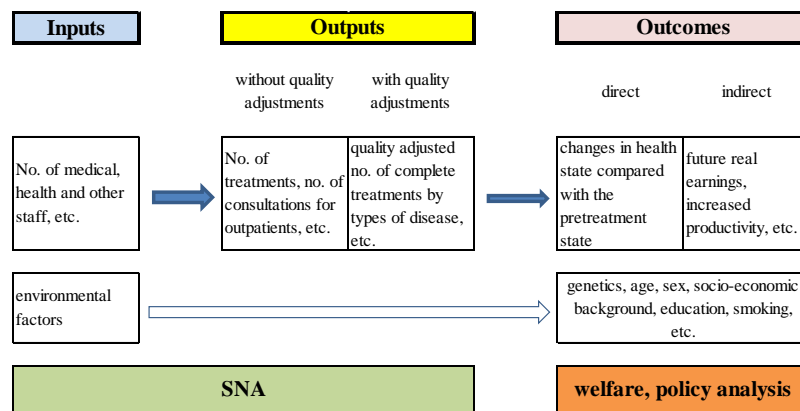 Inputs
Outputs
Outcomes
without quality
adjustments
with quality
adjustments
direct
indirect
No. of medical,
health and other
staff, etc.
No. of
treatments, no. of
consultations for
outpatients, etc.
quality adjusted
no. of complete
treatments by
types of disease,
etc.
changes in health
state compared
with the
pretreatment
state
future real
earnings,
increased
productivity, etc.
environmental
factors
genetics, age, sex, socio-economic
background, education, smoking,
etc.
SNA
welfare, policy analysis